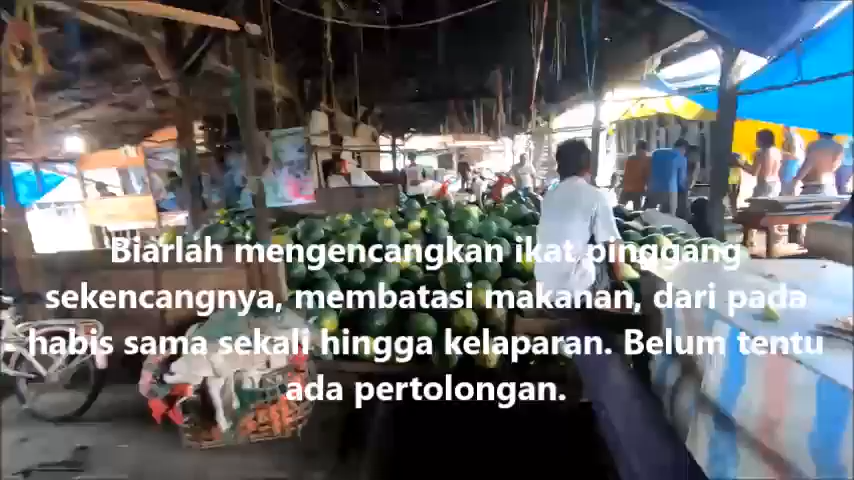 Biarlah mengencangkan ikat pinggang
sekencangnya, membatasi makanan, dari pada
habis sama sekali hingga kelaparan. Belum tentu
ada pertolongan.